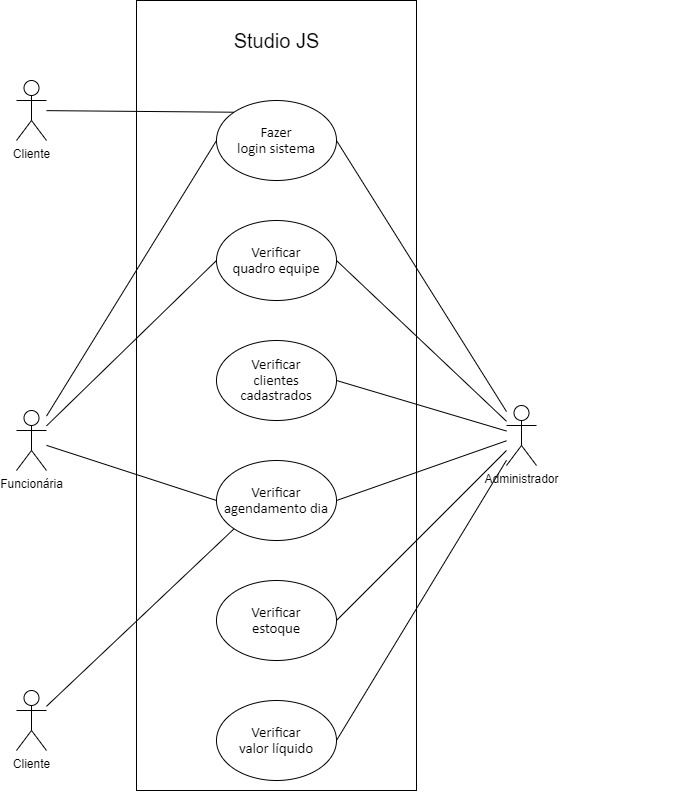 Studio JS
Cliente
Fazer
login sistema
Verificar
quadro equipe
Verificar
clientes
cadastrados
Funcionária
Administrador
Verificar
agendamento dia
Verificar
estoque
Verificar
valor líquido
Cliente